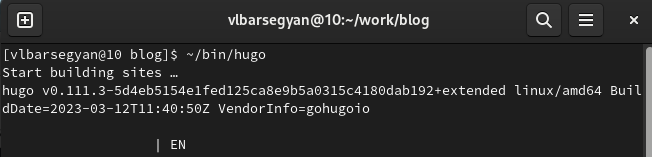 vlbarsegyan@10:~/work/blog
[vlbarsegyan@10 blog]$ ~/bin/hugo
Start building sites …
hugo v0.111.3-5d4eb5154e1fed125ca8e9b5a0315c4180dab192+extended linux/amd64 Buil
dDate=2023-03-12T11:40:50Z VendorInfo=gohugoio
| EN